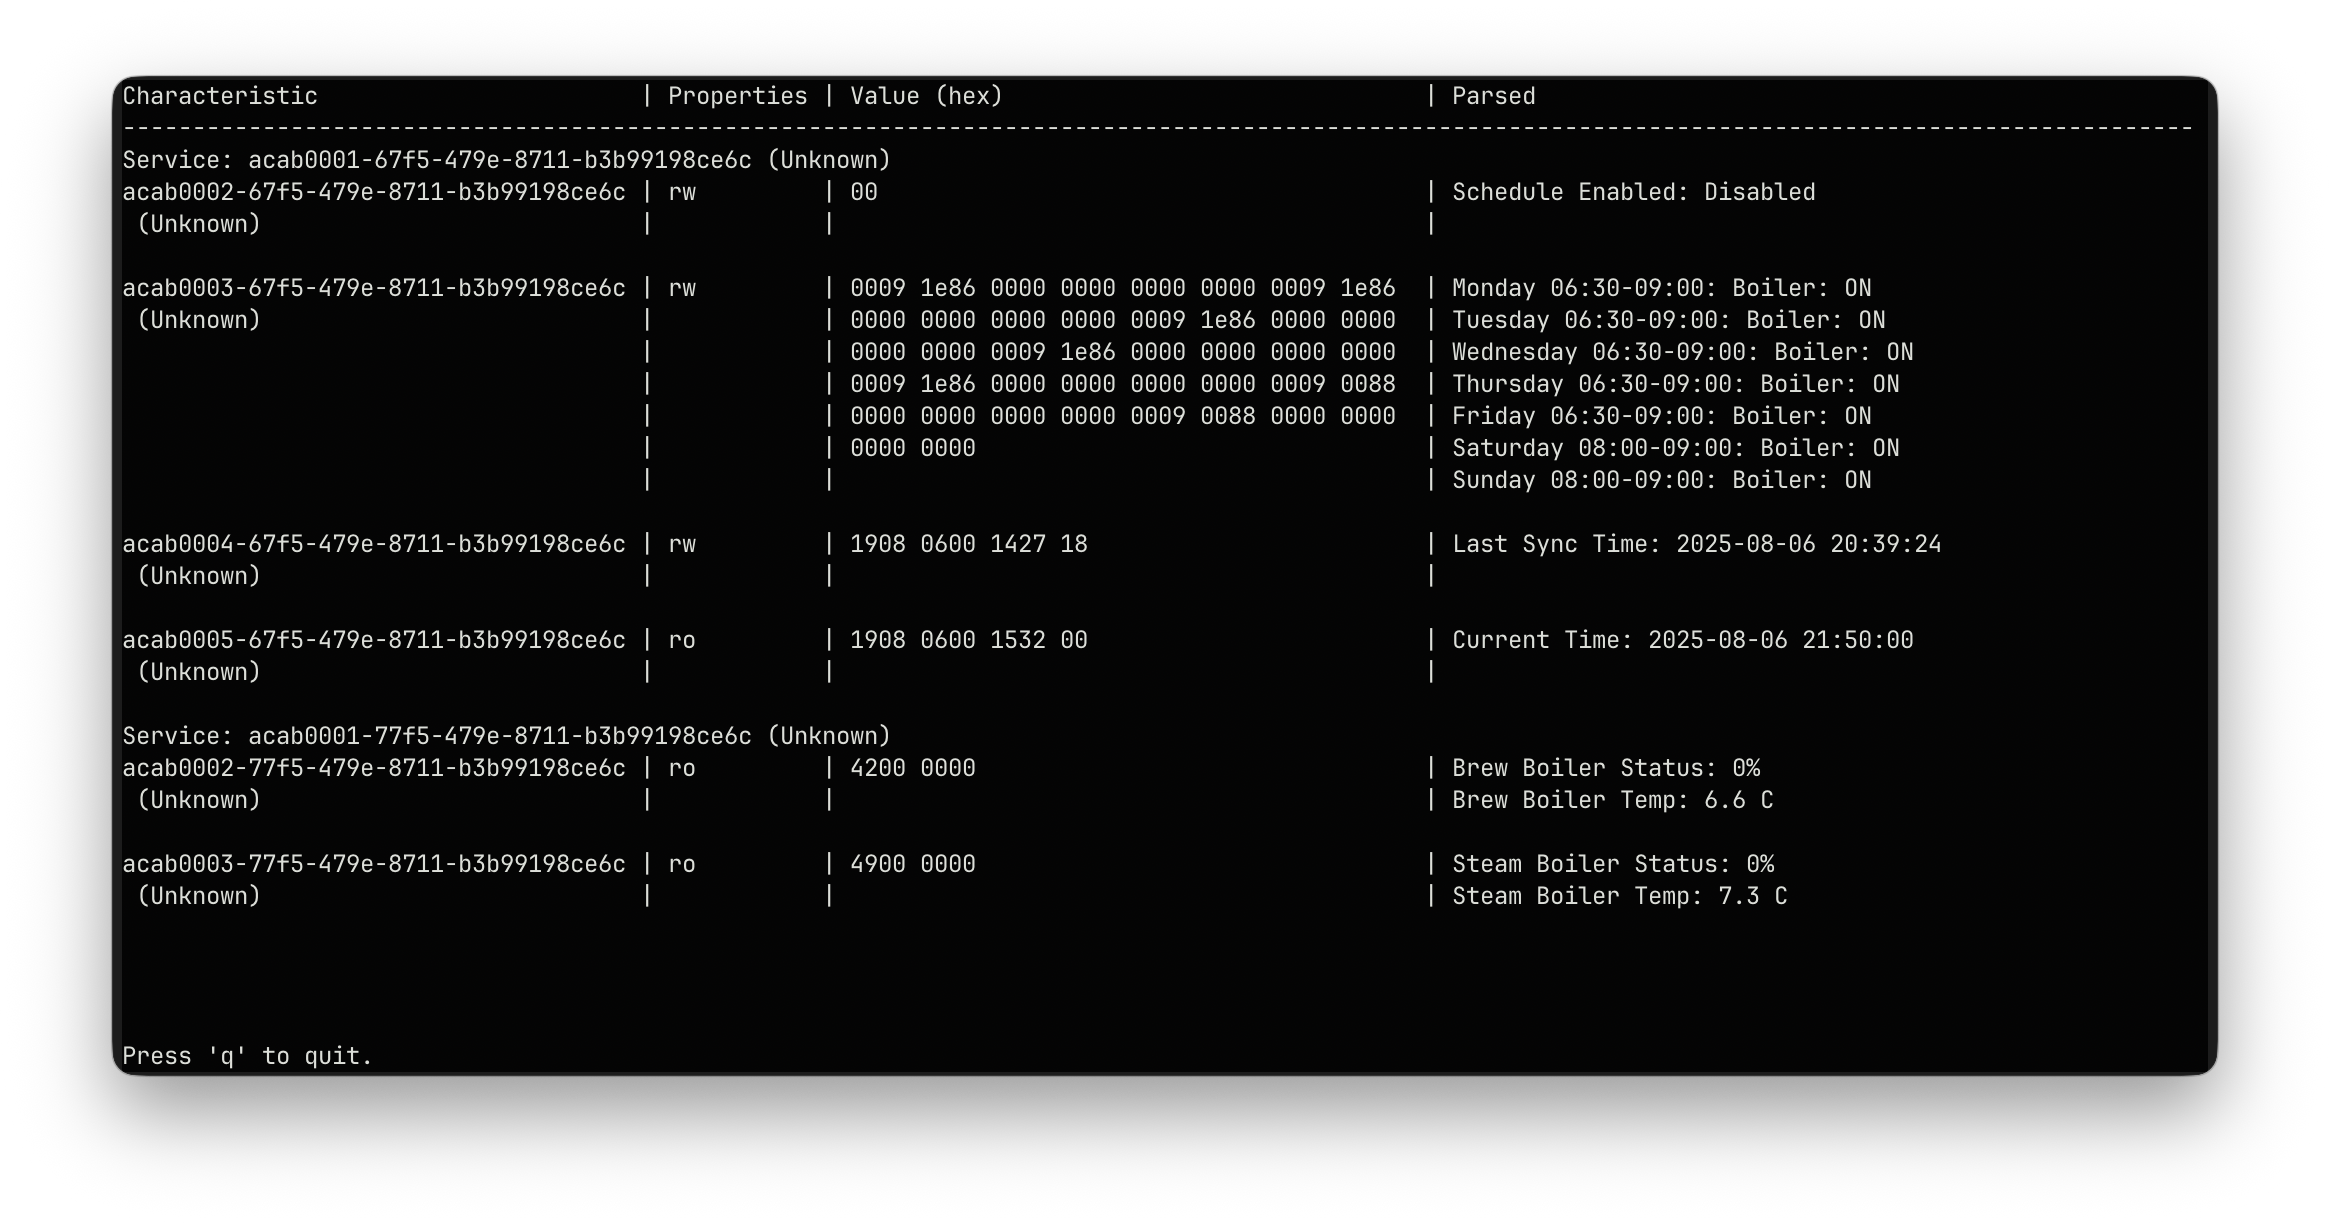 Characteristic | Properties | Value (hex) | Parsed
----------------------------------------------------------------------------------------------------------------------------------------------------
Service: acab0001-67f5-479e-8711-b3b99198ce6c (Unknown)
acab0002-67f5-479e-8711-b3b99198ce6c | rw | 00 | Schedule Enabled: Disabled
(Unknown) | | |
acab0003-67f5-479e-8711-b3b99198ce6c | rw | 0009 1e86 0000 0000 0000 0000 0009 1e86 | Monday 06:30-09:00: Boiler: ON
(Unknown) | | 0000 0000 0000 0000 0009 1e86 0000 0000 | Tuesday 06:30-09:00: Boiler: ON
| | 0000 0000 0009 1e86 0000 0000 0000 0000 | Wednesday 06:30-09:00: Boiler: ON
| | 0009 1e86 0000 0000 0000 0000 0009 0088 | Thursday 06:30-09:00: Boiler: ON
| | 0000 0000 0000 0000 0009 0088 0000 0000 | Friday 06:30-09:00: Boiler: ON
| | 0000 0000 | Saturday 08:00-09:00: Boiler: ON
| | | Sunday 08:00-09:00: Boiler: ON
acab0004-67f5-479e-8711-b3b99198ce6c | rw | 1908 0600 1427 18 | Last Sync Time: 2025-08-06 20:39:24
(Unknown) | | |
acab0005-67f5-479e-8711-b3b99198ce6c | ro | 1908 0600 1532 00 | Current Time: 2025-08-06 21:50:00
(Unknown) | | |
Service: acab0001-77f5-479e-8711-b3b99198ce6c (Unknown)
acab0002-77f5-479e-8711-b3b99198ce6c | ro | 4200 0000 | Brew Boiler Status: 0%
(Unknown) | | | Brew Boiler Temp: 6.6 C
acab0003-77f5-479e-8711-b3b99198ce6c | ro | 4900 0000 | Steam Boiler Status: 0%
(Unknown) | | | Steam Boiler Temp: 7.3 C
Press 'q' to quit.